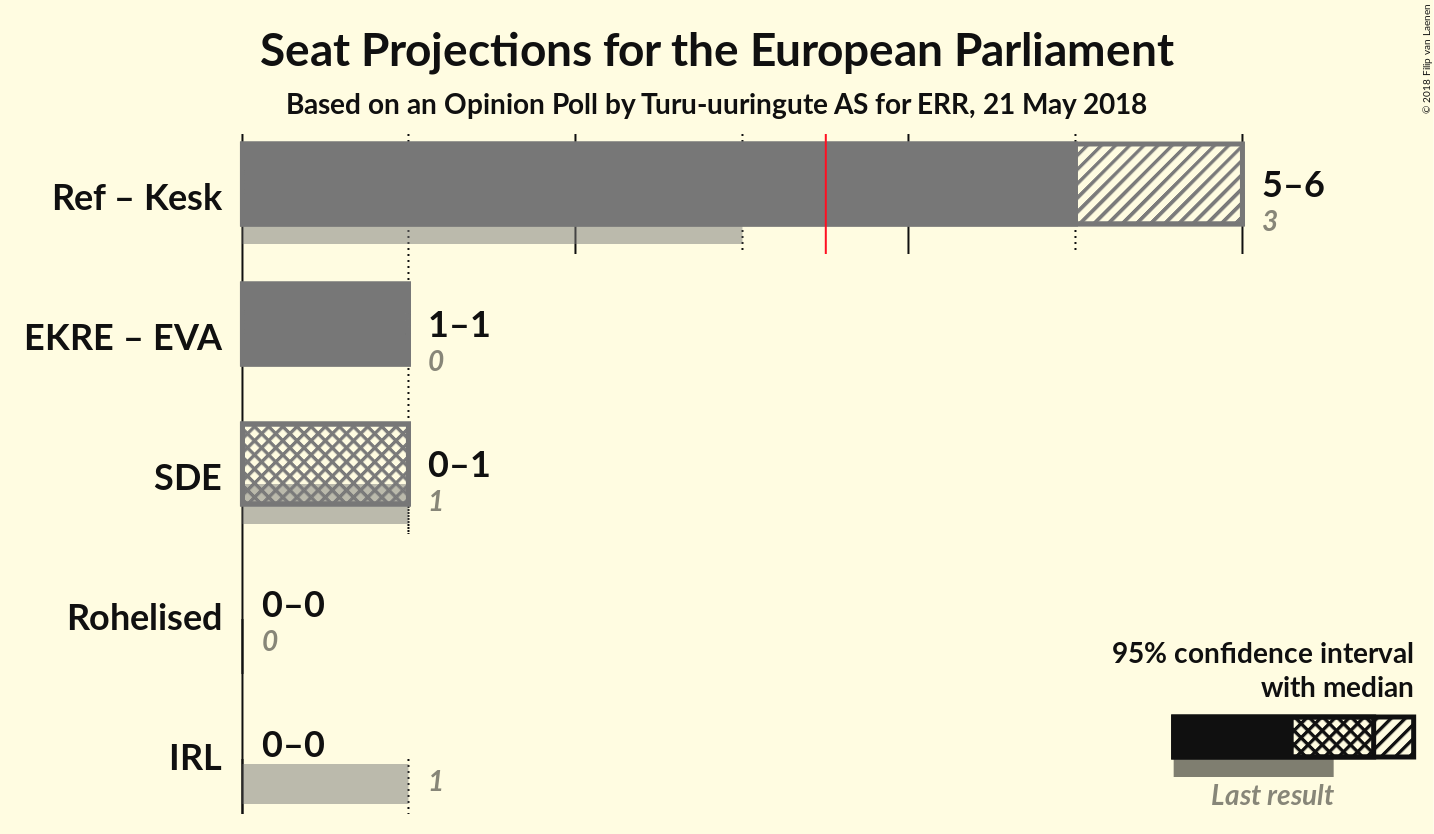 Seat Projections for the European Parliament
Based on an Opinion Poll by Turu-uuringute AS for ERR, 21 May 2018
© 2018 Filip van Laenen
Ref – Kesk
5–6
3
EKRE – EVA
1–1
0
SDE
0–1
1
Rohelised
0–0
0
IRL
0–0
1
95% confidence interval
with median
Last result